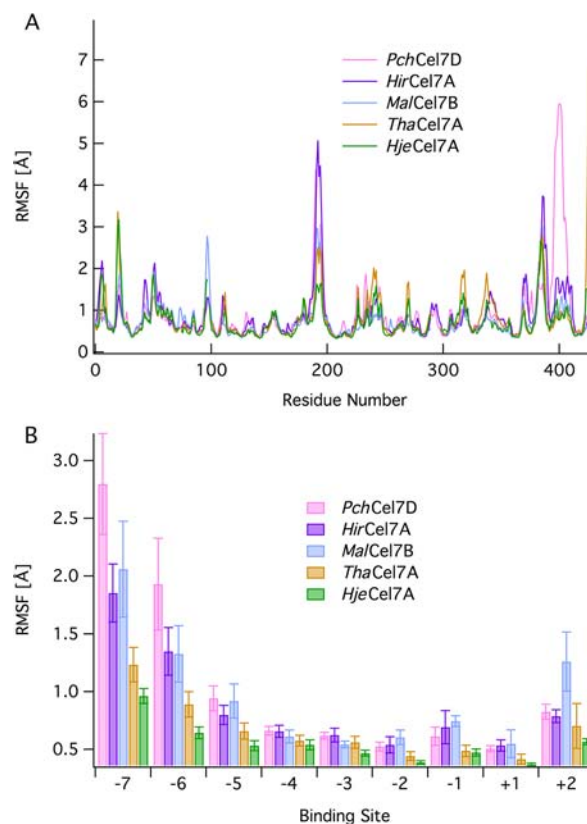 A
7
6
5
4
3
2
1
0
RMSF [Å]
PchCel7D
HirCel7A
MalCel7B
ThaCel7A
HjeCel7A
0 100 200 300 400
Residue Number
B
3.0
2.5
2.0
1.5
1.0
0.5
RMSF [Å]
PchCel7D
HirCel7A
MalCel7B
ThaCel7A
HjeCel7A
-7 -6 -5 -4 -3 -2 -1 +1 +2
Binding Site